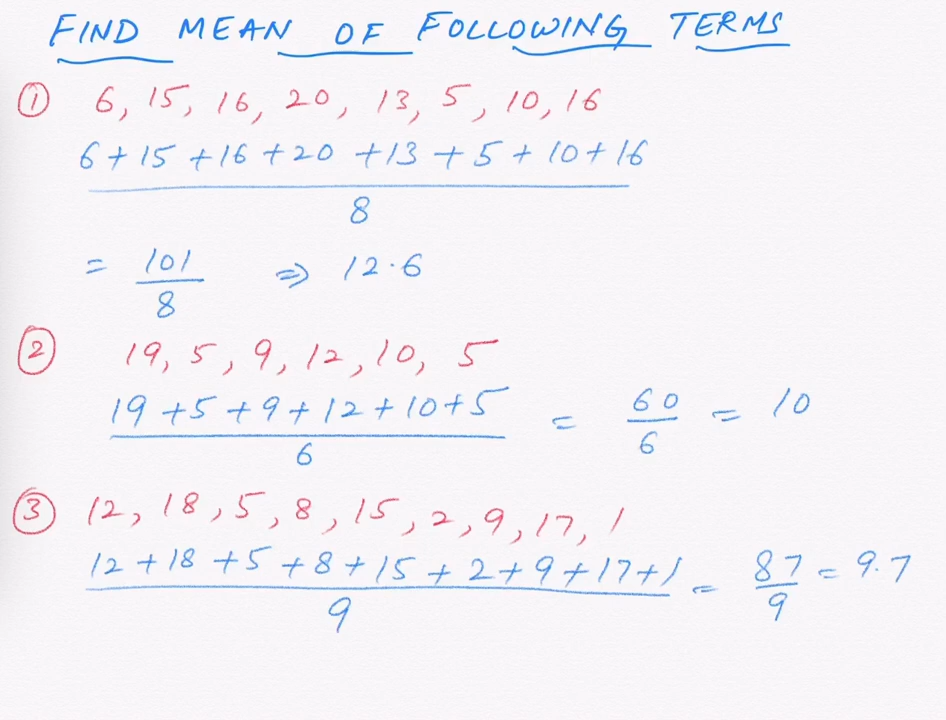 FIND MEAN OF FOLLOWING TERMS
① 6, 15, 16, 20, 13, 5, 10, 16
6 + 15 + 16 + 20 + 13 + 5 + 10 + 16
8
= 101/8 ⇒ 12.6
② 19, 5, 9, 12, 10, 5
19 + 5 + 9 + 12 + 10 + 5 / 6 = 60/6 = 10
③ 12, 18, 5, 8, 15, 2, 9, 17, 1
12 + 18 + 5 + 8 + 15 + 2 + 9 + 17 + 1 / 9 = 87/9 = 9.7